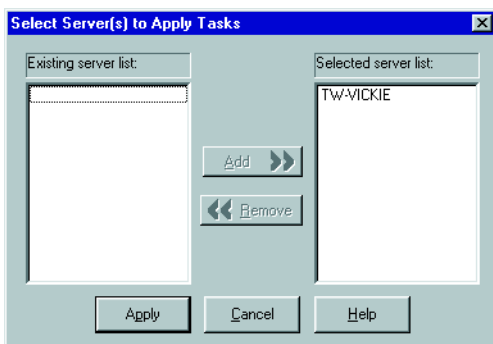 Select Server(s) to Apply Tasks
Existing server list:
Selected server list:
TW-VICKIE
Add
Remove
Apply
Cancel
Help